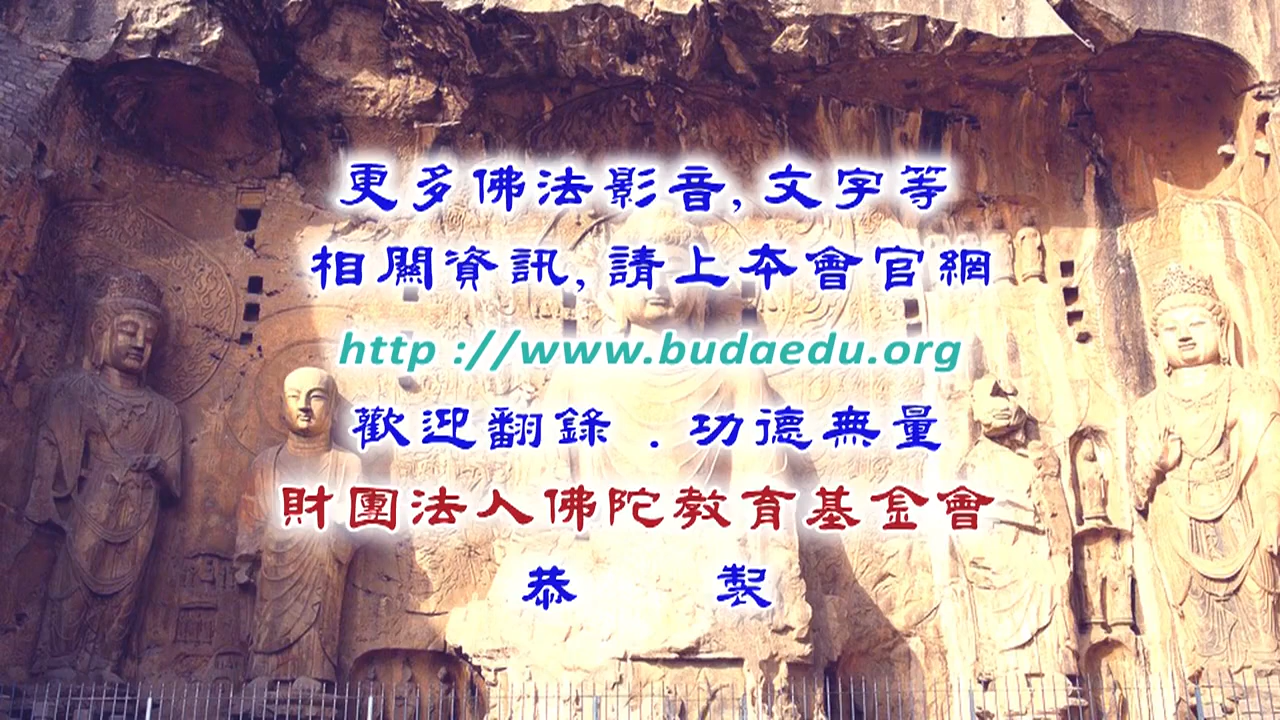 更多佛法影音,文字等
相關資訊,請上本會官網
http ://www.budaedu.org
歡迎翻錄 . 功德無量
財團法人佛陀教育基金會
恭 製